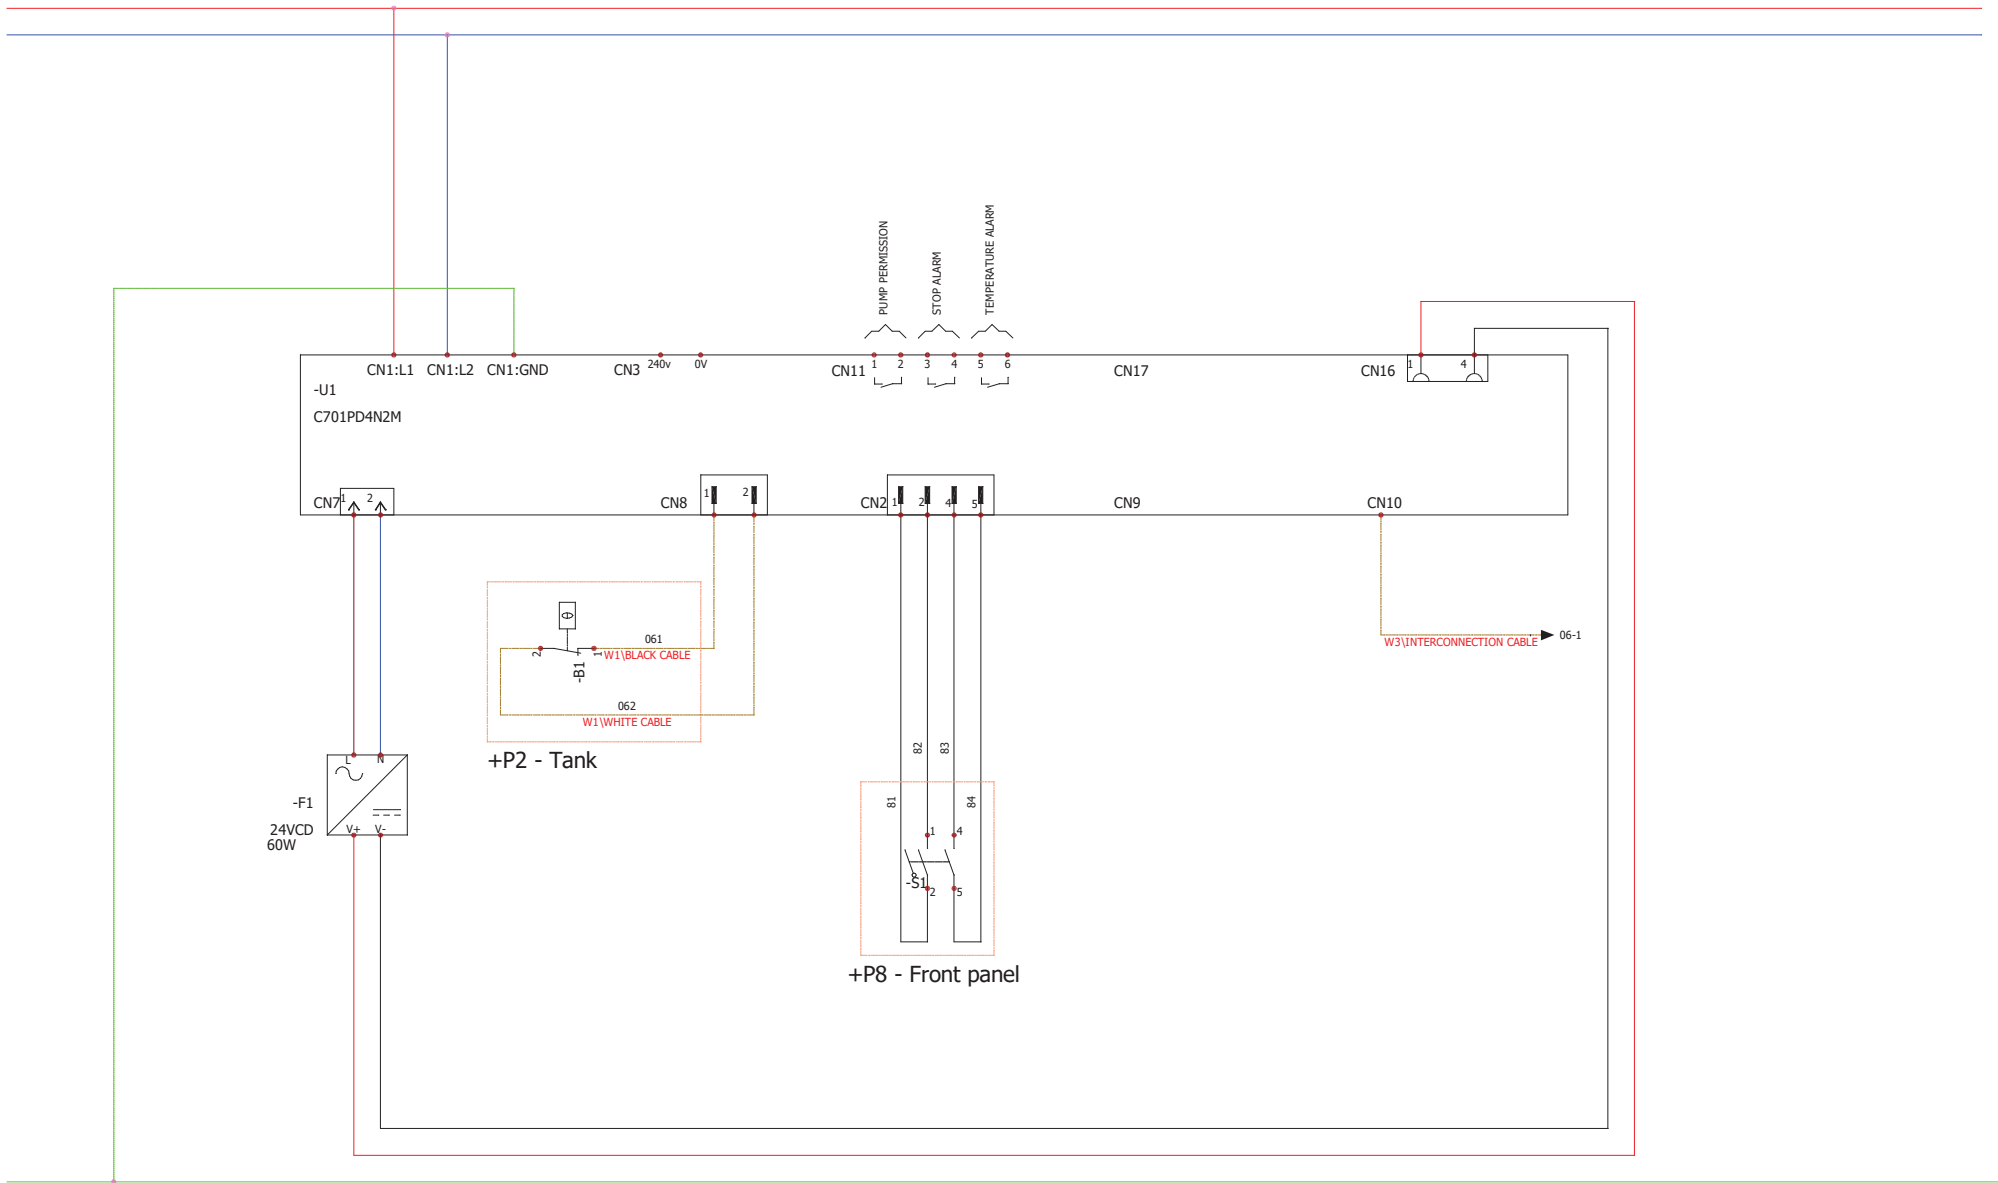 PUMP PERMISSION
STOP ALARM
TEMPERATURE ALARM
CN1:L1
CN1:L2
CN1:GND
CN3
240v
0V
CN11
1
2
3
4
5
6
CN17
CN16
1
4
-U1
C701PD4N2M
CN7
1
2
CN8
1
2
CN2
1
2
4
5
CN9
CN10
θ
2
1
-B1
061
W1\BLACK CABLE
062
W1\WHITE CABLE
+P2 - Tank
W3\INTERCONNECTION CABLE
06-1
L
N
-F1
24VCD
60W
V+
V-
82
83
81
84
1
4
-S1
2
5
+P8 - Front panel